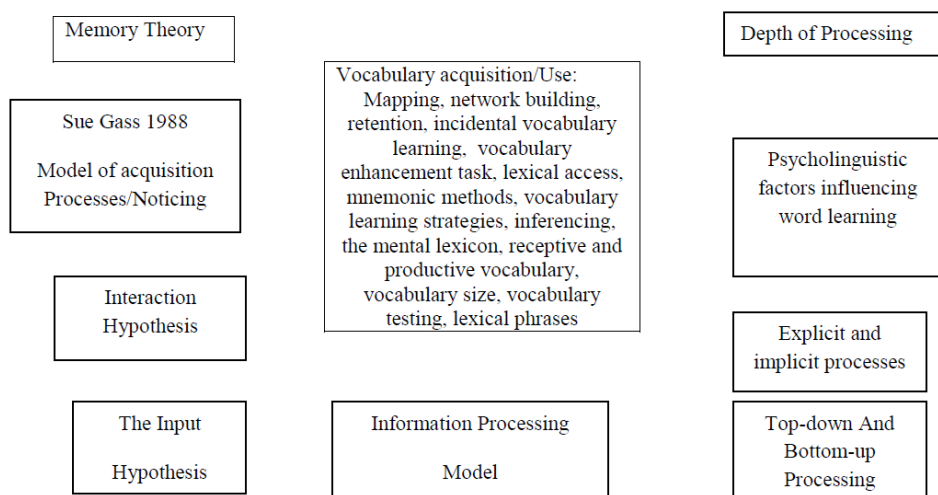 Memory Theory
Depth of Processing
Vocabulary acquisition/Use:
Mapping, network building,
retention, incidental vocabulary
learning, vocabulary
enhancement task, lexical access,
mnemonic methods, vocabulary
learning strategies, inferencing,
the mental lexicon, receptive and
productive vocabulary,
vocabulary size, vocabulary
testing, lexical phrases
Sue Gass 1988
Model of acquisition
Processes/Noticing
Psycholinguistic
factors influencing
word learning
Interaction
Hypothesis
Explicit and
implicit processes
The Input
Hypothesis
Information Processing
Model
Top-down And
Bottom-up
Processing